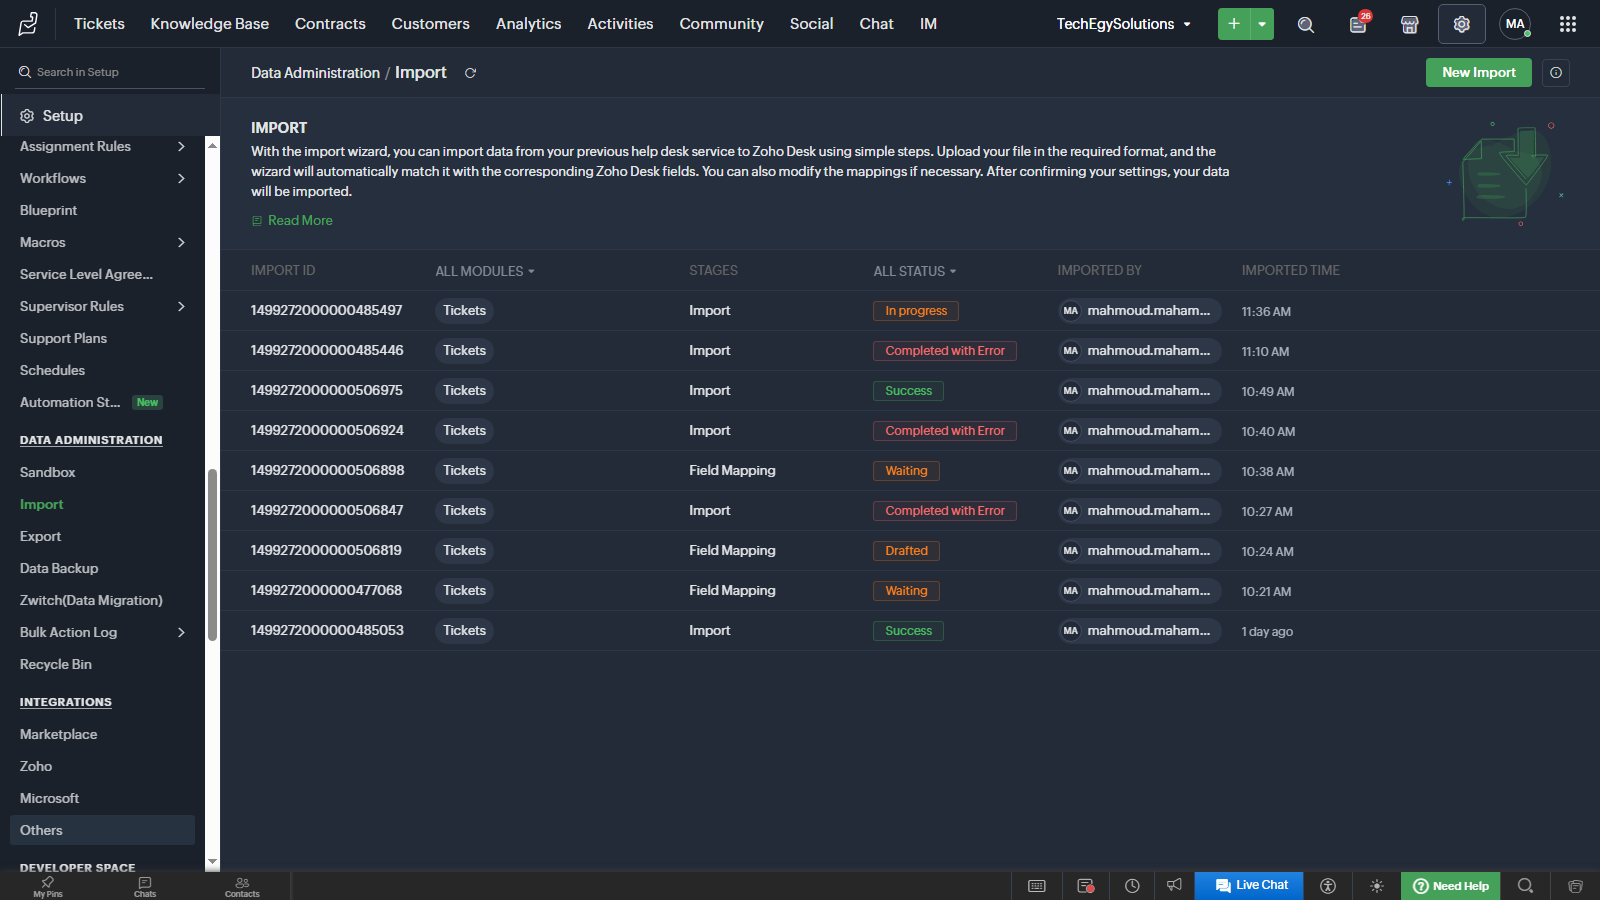 Tickets Knowledge Base Contracts Customers Analytics Activities Community Social Chat IM TechEgySolutions 26 MA
Search in Setup
Setup
Assignment Rules
Workflows
Blueprint
Macros
Service Level Agree...
Supervisor Rules
Support Plans
Schedules
Automation St... New
DATA ADMINISTRATION
Sandbox
Import
Export
Data Backup
Zwitch(Data Migration)
Bulk Action Log
Recycle Bin
INTEGRATIONS
Marketplace
Zoho
Microsoft
Others
DEVELOPER SPACE
Data Administration / Import New Import
IMPORT
With the import wizard, you can import data from your previous help desk service to Zoho Desk using simple steps. Upload your file in the required format, and the
wizard will automatically match it with the corresponding Zoho Desk fields. You can also modify the mappings if necessary. After confirming your settings, your data
will be imported.
Read More
IMPORT ID ALL MODULES STAGES ALL STATUS IMPORTED BY IMPORTED TIME
1499272000000485497 Tickets Import In progress MA mahmoud.maham... 11:36 AM
1499272000000485446 Tickets Import Completed with Error MA mahmoud.maham... 11:10 AM
1499272000000506975 Tickets Import Success MA mahmoud.maham... 10:49 AM
1499272000000506924 Tickets Import Completed with Error MA mahmoud.maham... 10:40 AM
1499272000000506898 Tickets Field Mapping Waiting MA mahmoud.maham... 10:38 AM
1499272000000506847 Tickets Import Completed with Error MA mahmoud.maham... 10:27 AM
1499272000000506819 Tickets Field Mapping Drafted MA mahmoud.maham... 10:24 AM
1499272000000477068 Tickets Field Mapping Waiting MA mahmoud.maham... 10:21 AM
1499272000000485053 Tickets Import Success MA mahmoud.maham... 1 day ago
My Pins Chats Contacts Live Chat Need Help